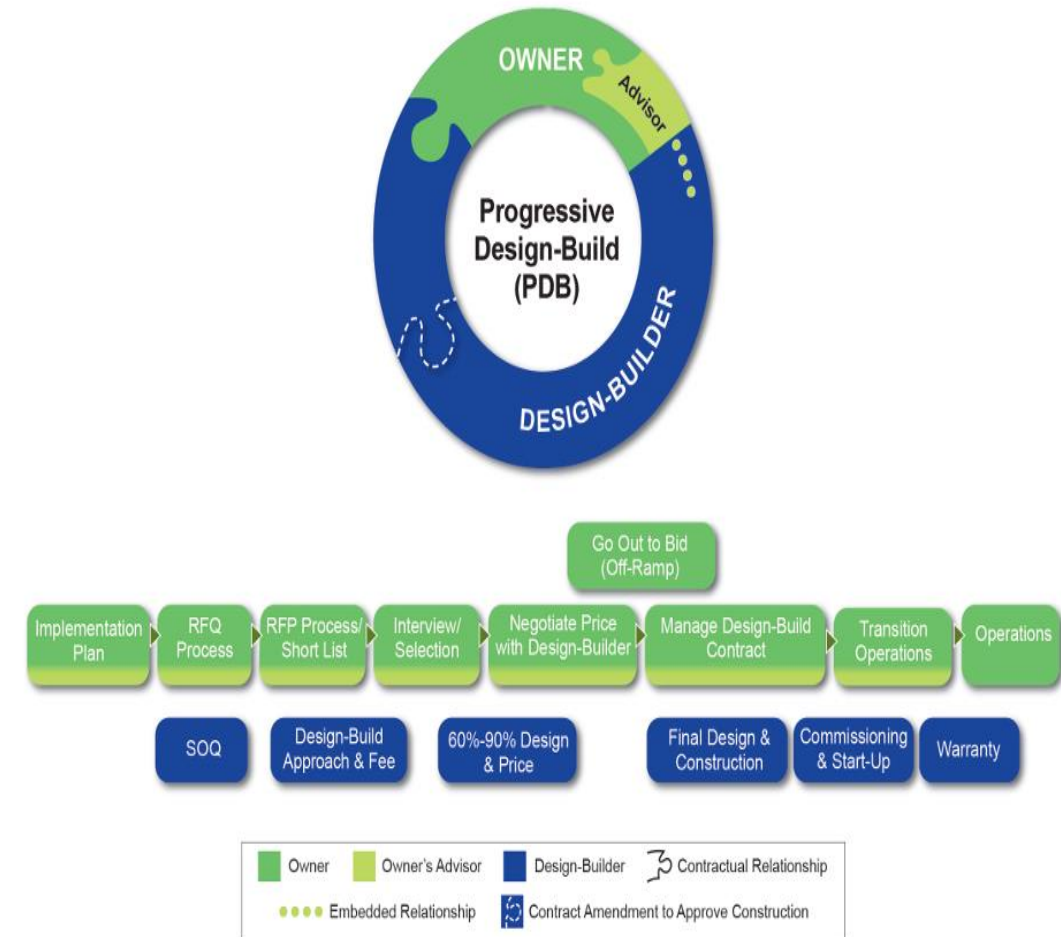 OWNER
Advisor
Progressive
Design-Build
(PDB)
DESIGN-BUILDER
Go Out to Bid
(Off-Ramp)
Implementation
Plan
RFQ
Process
RFP Process/
Short List
Interview/
Selection
Negotiate Price
with Design-Builder
Manage Design-Build
Contract
Transition
Operations
Operations
SOQ
Design-Build
Approach & Fee
60%-90% Design
& Price
Final Design &
Construction
Commissioning
& Start-Up
Warranty
Owner
Owner's Advisor
Design-Builder
Contractual Relationship
Embedded Relationship
Contract Amendment to Approve Construction